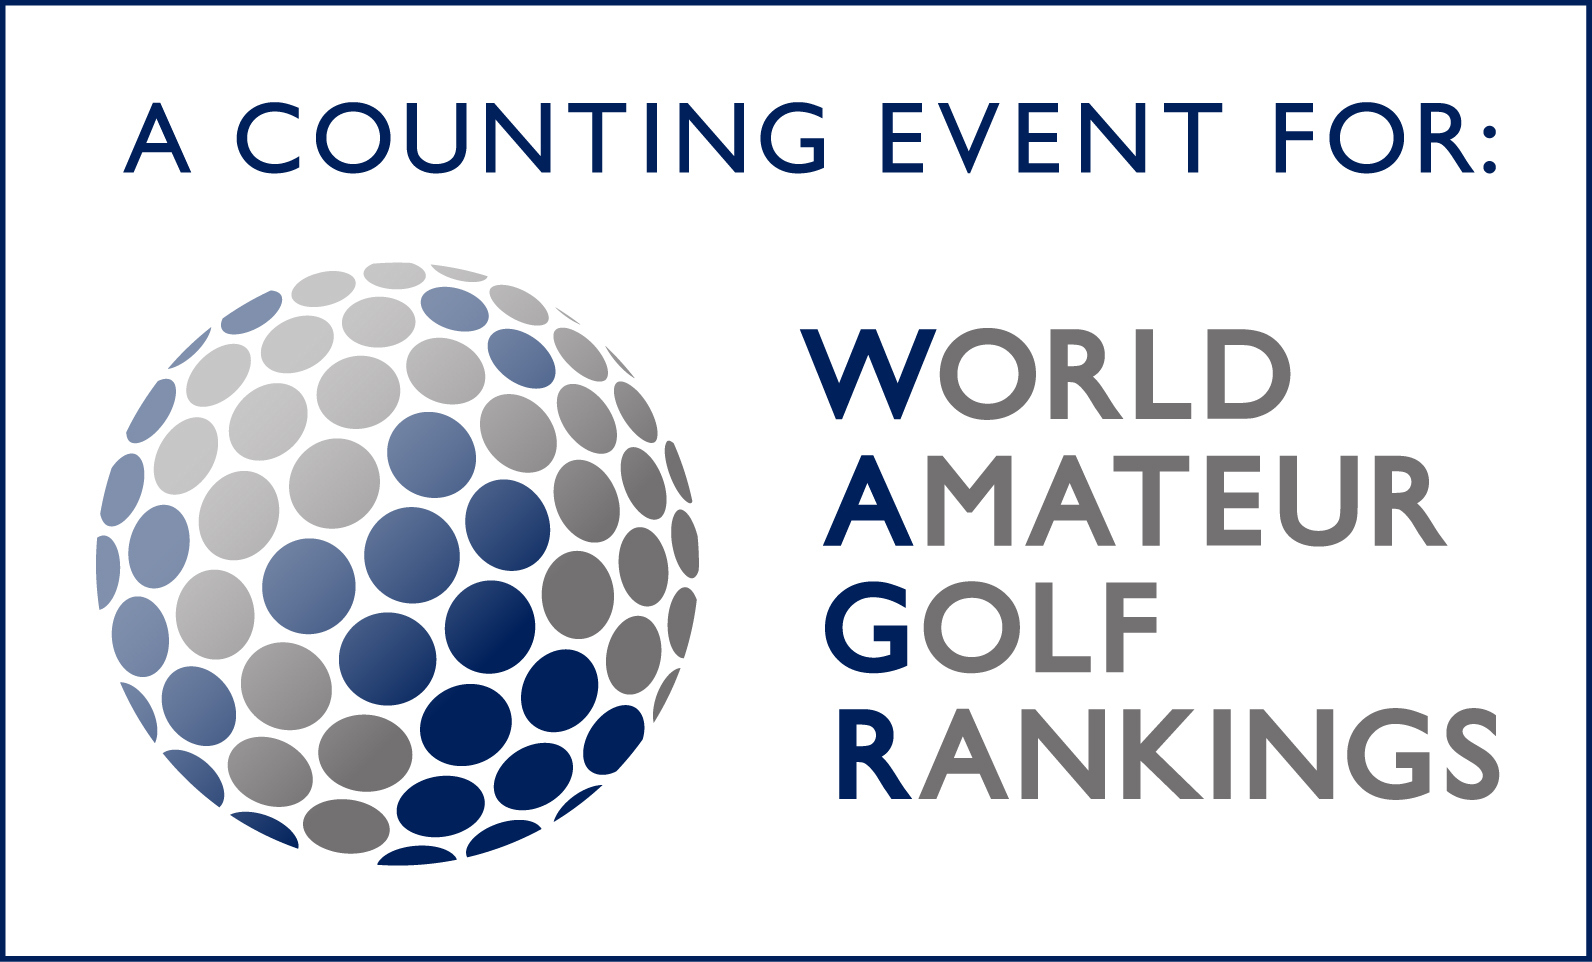 A COUNTING EVENT FOR:
WORLD
AMATEUR
GOLF
RANKINGS